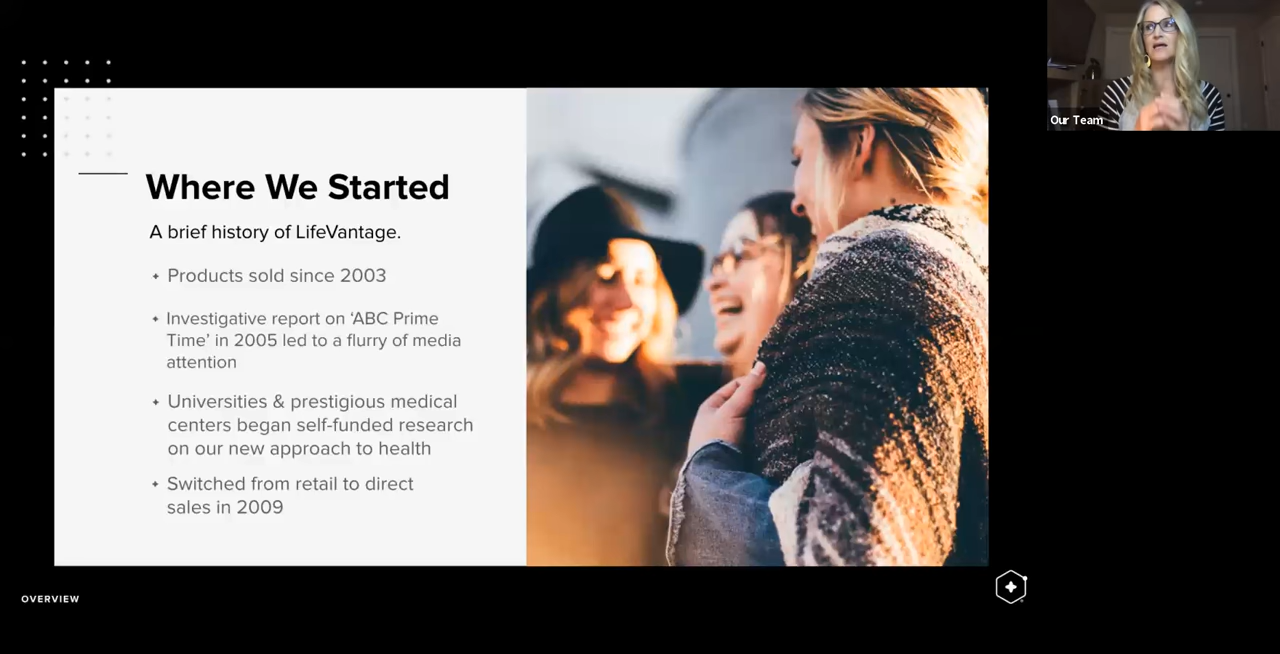 Our Team
Where We Started
A brief history of LifeVantage.
Products sold since 2003
Investigative report on ‘ABC Prime
Time’ in 2005 led to a flurry of media
attention
Universities & prestigious medical
centers began self-funded research
on our new approach to health
Switched from retail to direct
sales in 2009
OVERVIEW